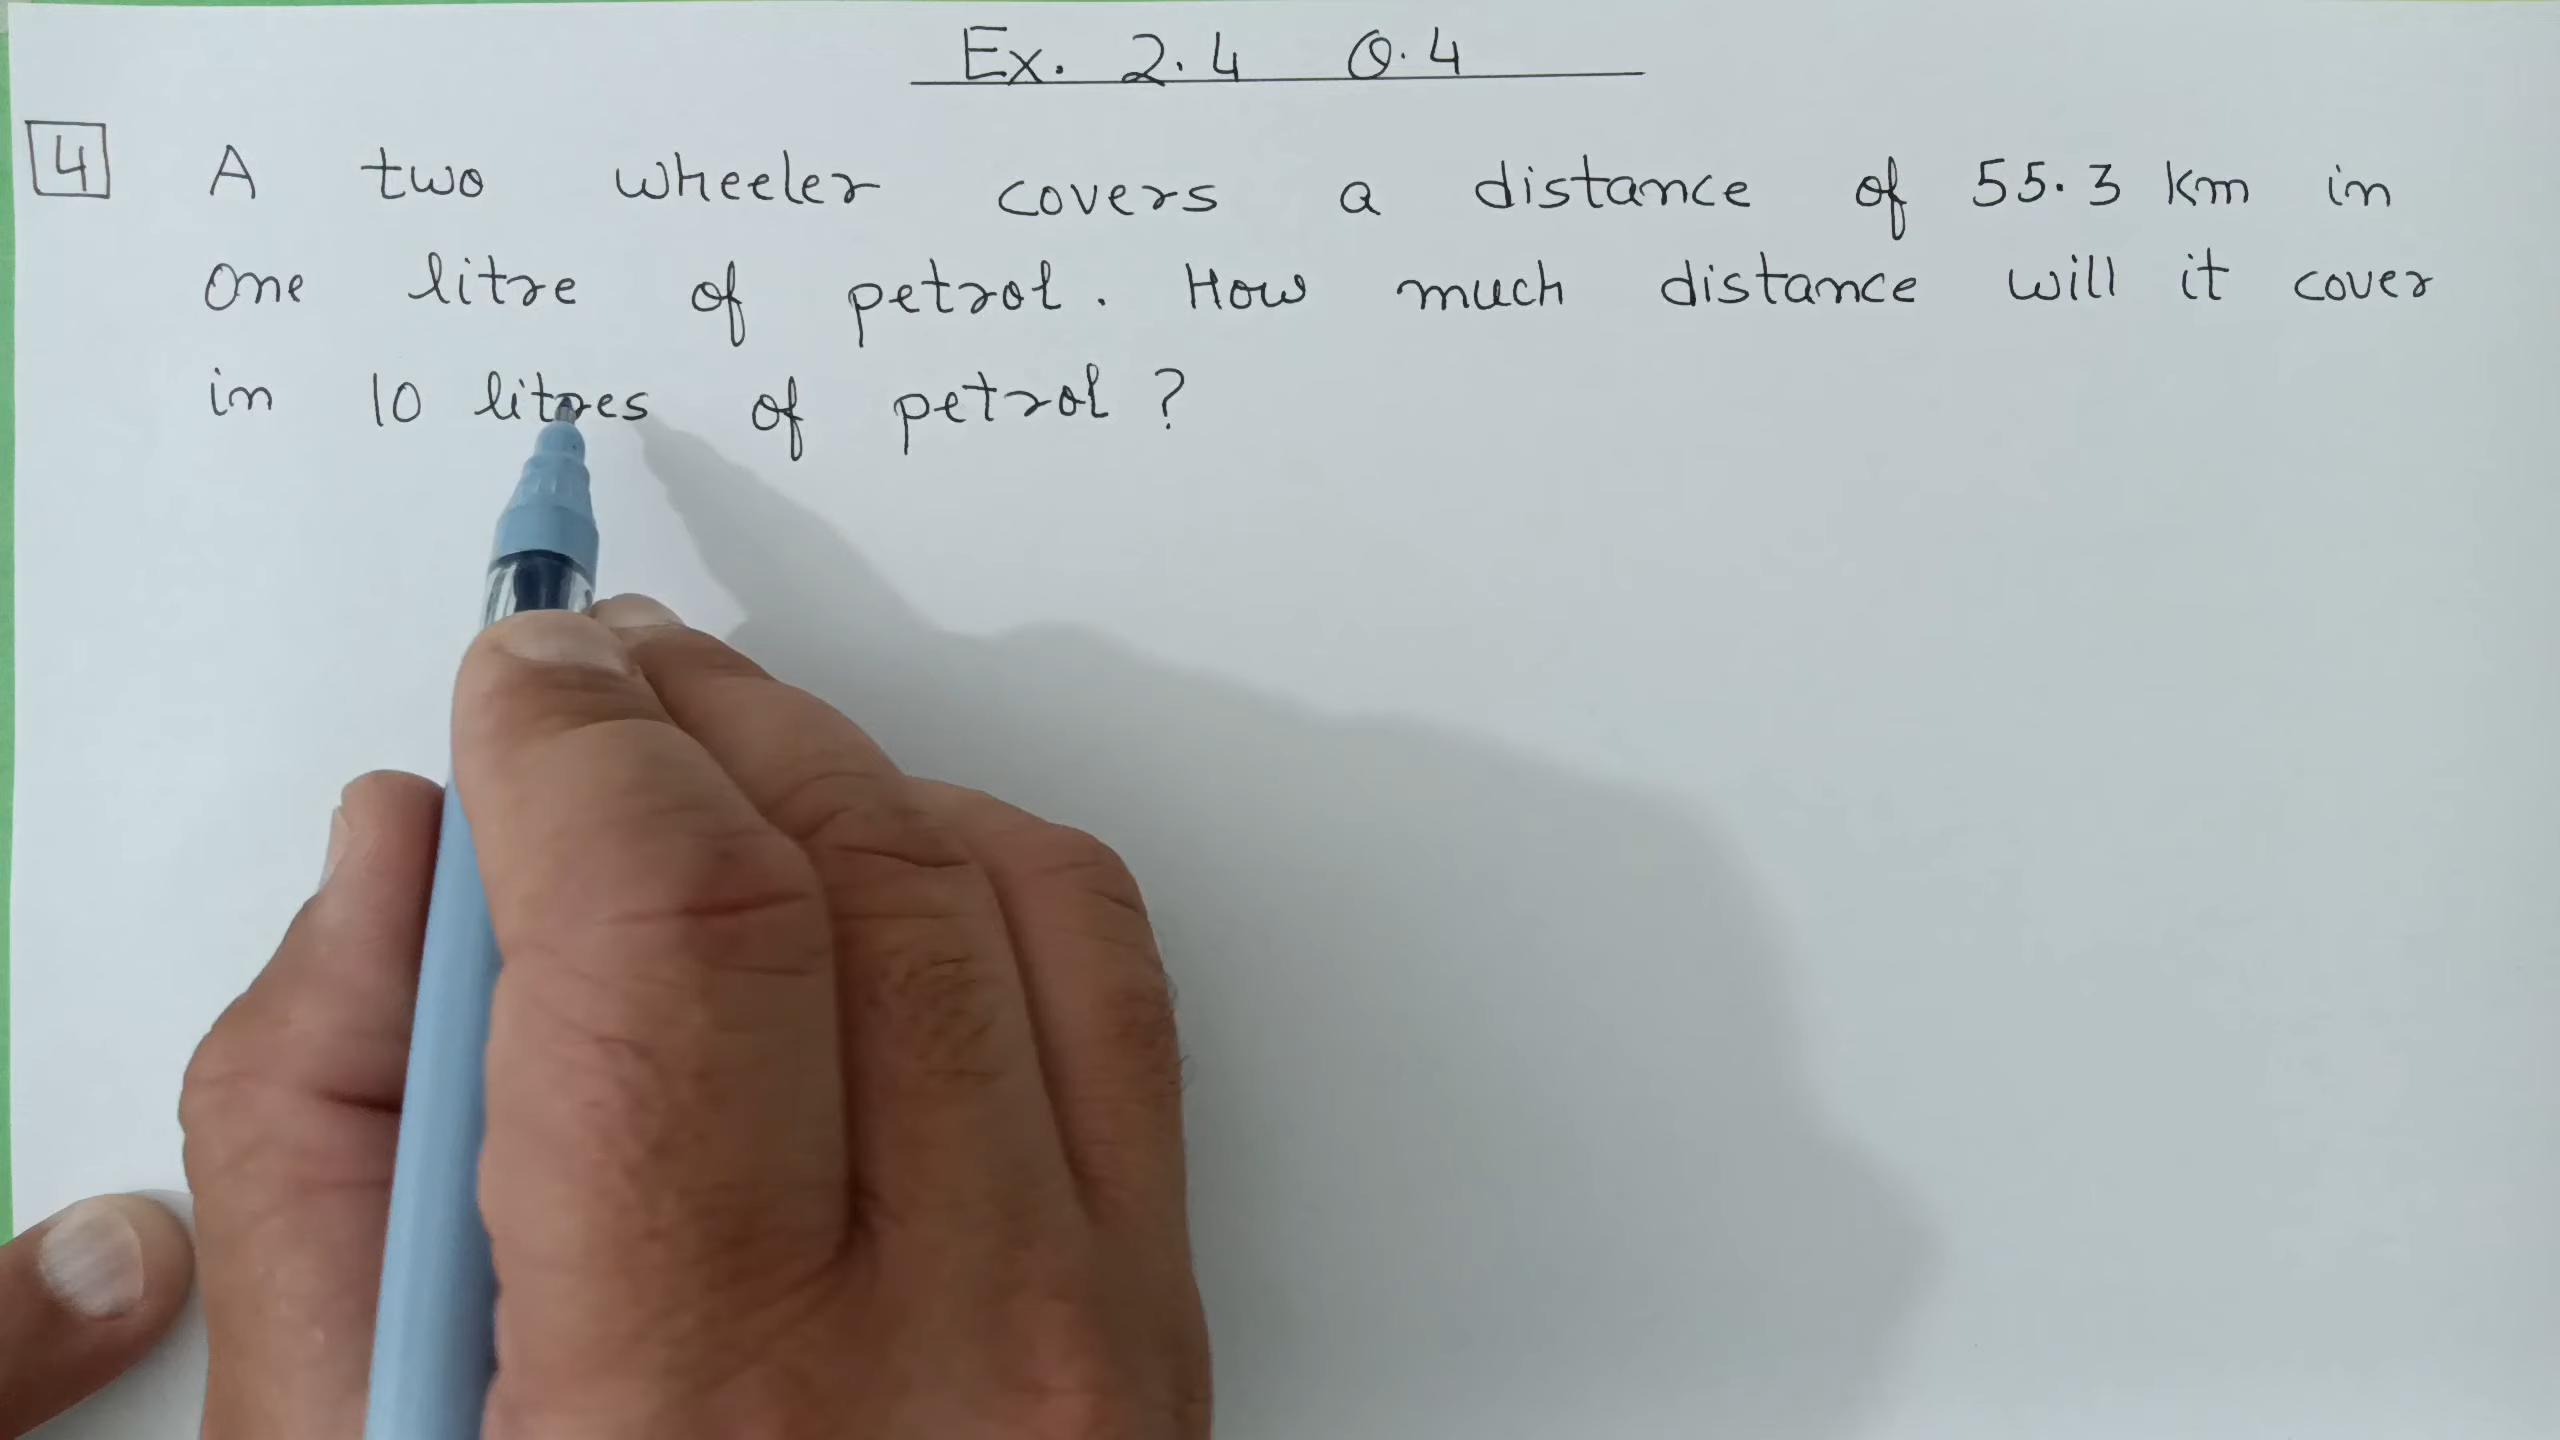 Ex. 2.4 Q.4
4 A two wheeler covers a distance of 55.3 km in
one litre of petrol. How much distance will it cover
in 10 litres of petrol ?